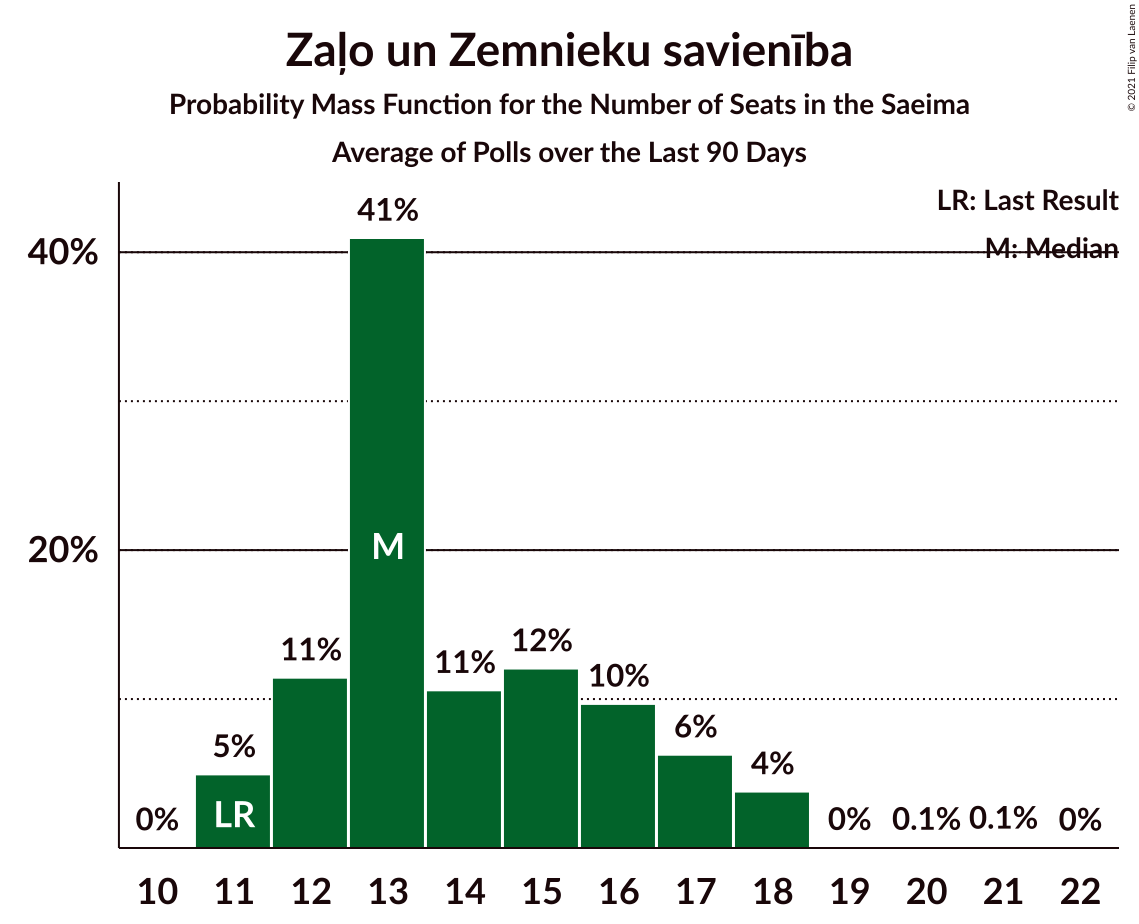 Zaļo un Zemnieku savienība
Probability Mass Function for the Number of Seats in the Saeima
Average of Polls over the Last 90 Days
© 2021 Filip van Laenen
LR: Last Result
M: Median
40%
20%
0%
5%
11%
41%
11%
12%
10%
6%
4%
0%
0.1%
0.1%
0%
LR
M
10 11 12 13 14 15 16 17 18 19 20 21 22